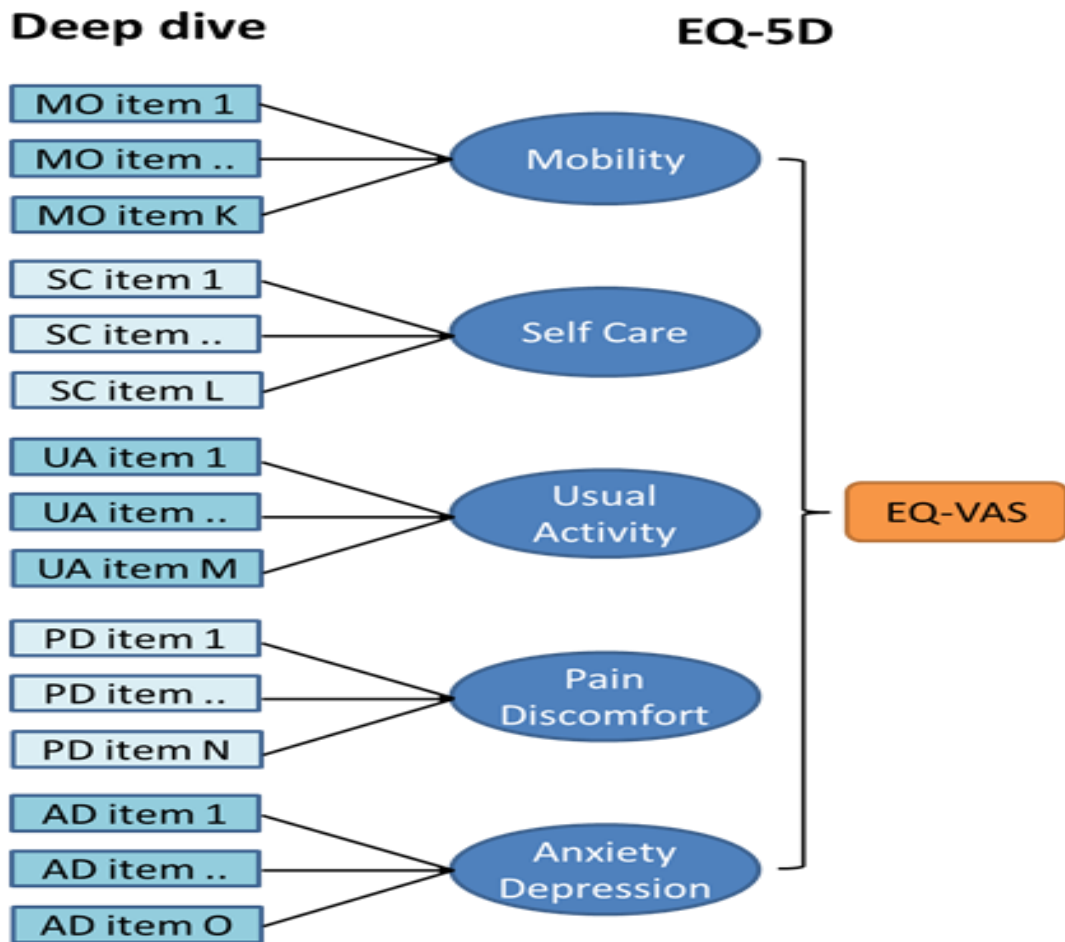 Deep dive
EQ-5D
MO item 1
MO item ..
MO item K
Mobility
SC item 1
SC item ..
SC item L
Self Care
UA item 1
UA item ..
UA item M
Usual
Activity
EQ-VAS
PD item 1
PD item ..
PD item N
Pain
Discomfort
AD item 1
AD item ..
AD item O
Anxiety
Depression